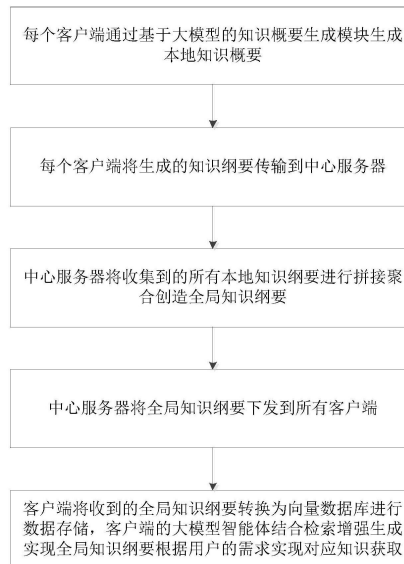 每个客户端通过基于大模型的知识概要生成模块生成
本地知识概要
每个客户端将生成的知识纲要传输到中心服务器
中心服务器将收集到的所有本地知识纲要进行拼接聚
合创造全局知识纲要
中心服务器将全局知识纲要下发到所有客户端
客户端将收到的全局知识纲要转换为向量数据库进行
数据存储，客户端的大模型智能体结合检索增强生成
实现全局知识纲要根据用户的需求实现对应知识获取